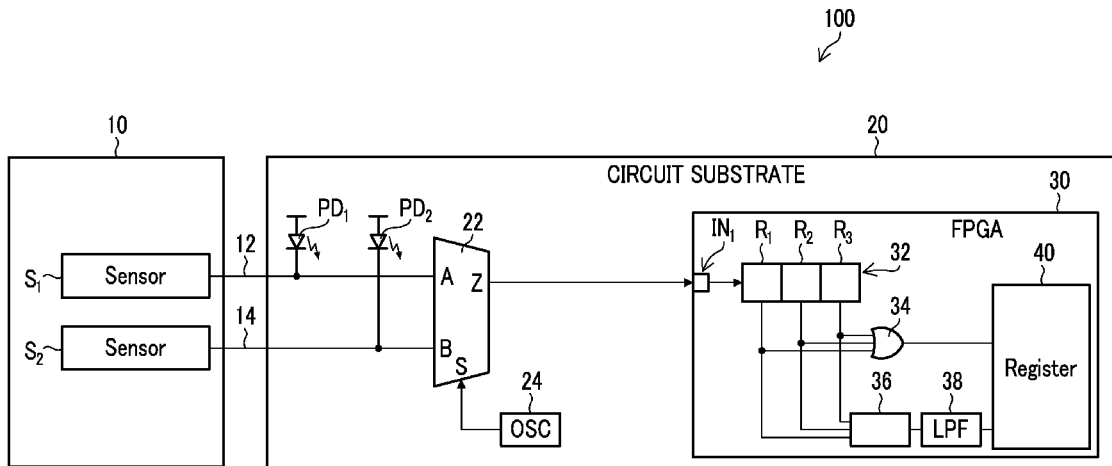 100
10
20
CIRCUIT SUBSTRATE
30
FPGA
PD1
PD2
22
IN1
R1
R2
R3
32
40
12
S1
Sensor
A
Z
34
14
S2
Sensor
B
S
24
OSC
36
38
LPF
Register